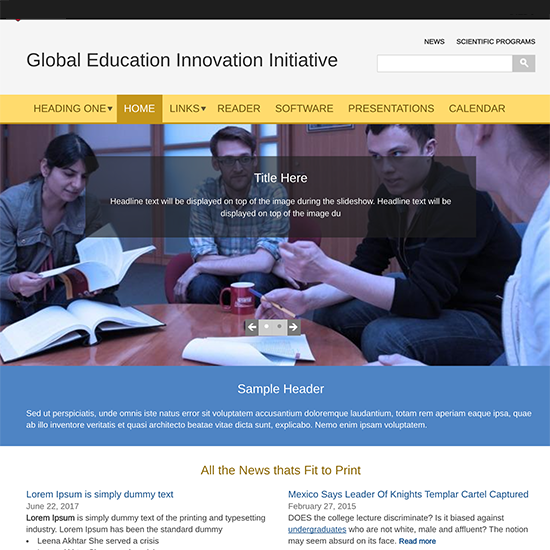 NEWS SCIENTIFIC PROGRAMS
Global Education Innovation Initiative
HEADING ONE HOME LINKS READER SOFTWARE PRESENTATIONS CALENDAR
Title Here
Headline text will be displayed on top of the image during the slideshow. Headline text will be
displayed on top of the image du
Sample Header
Sed ut perspiciatis, unde omnis iste natus error sit voluptatem accusantium doloremque laudantium, totam rem aperiam eaque ipsa, quae
ab illo inventore veritatis et quasi architecto beatae vitae dicta sunt, explicabo. Nemo enim ipsam voluptatem.
All the News thats Fit to Print
Lorem Ipsum is simply dummy text
June 22, 2017
Lorem Ipsum is simply dummy text of the printing and typesetting
industry. Lorem Ipsum has been the standard dummy
• Leena Akhtar She served a crisis
Mexico Says Leader Of Knights Templar Cartel Captured
February 27, 2015
DOES the college lecture discriminate? Is it biased against
undergraduates who are not white, male and affluent? The notion
may seem absurd on its face. Read more